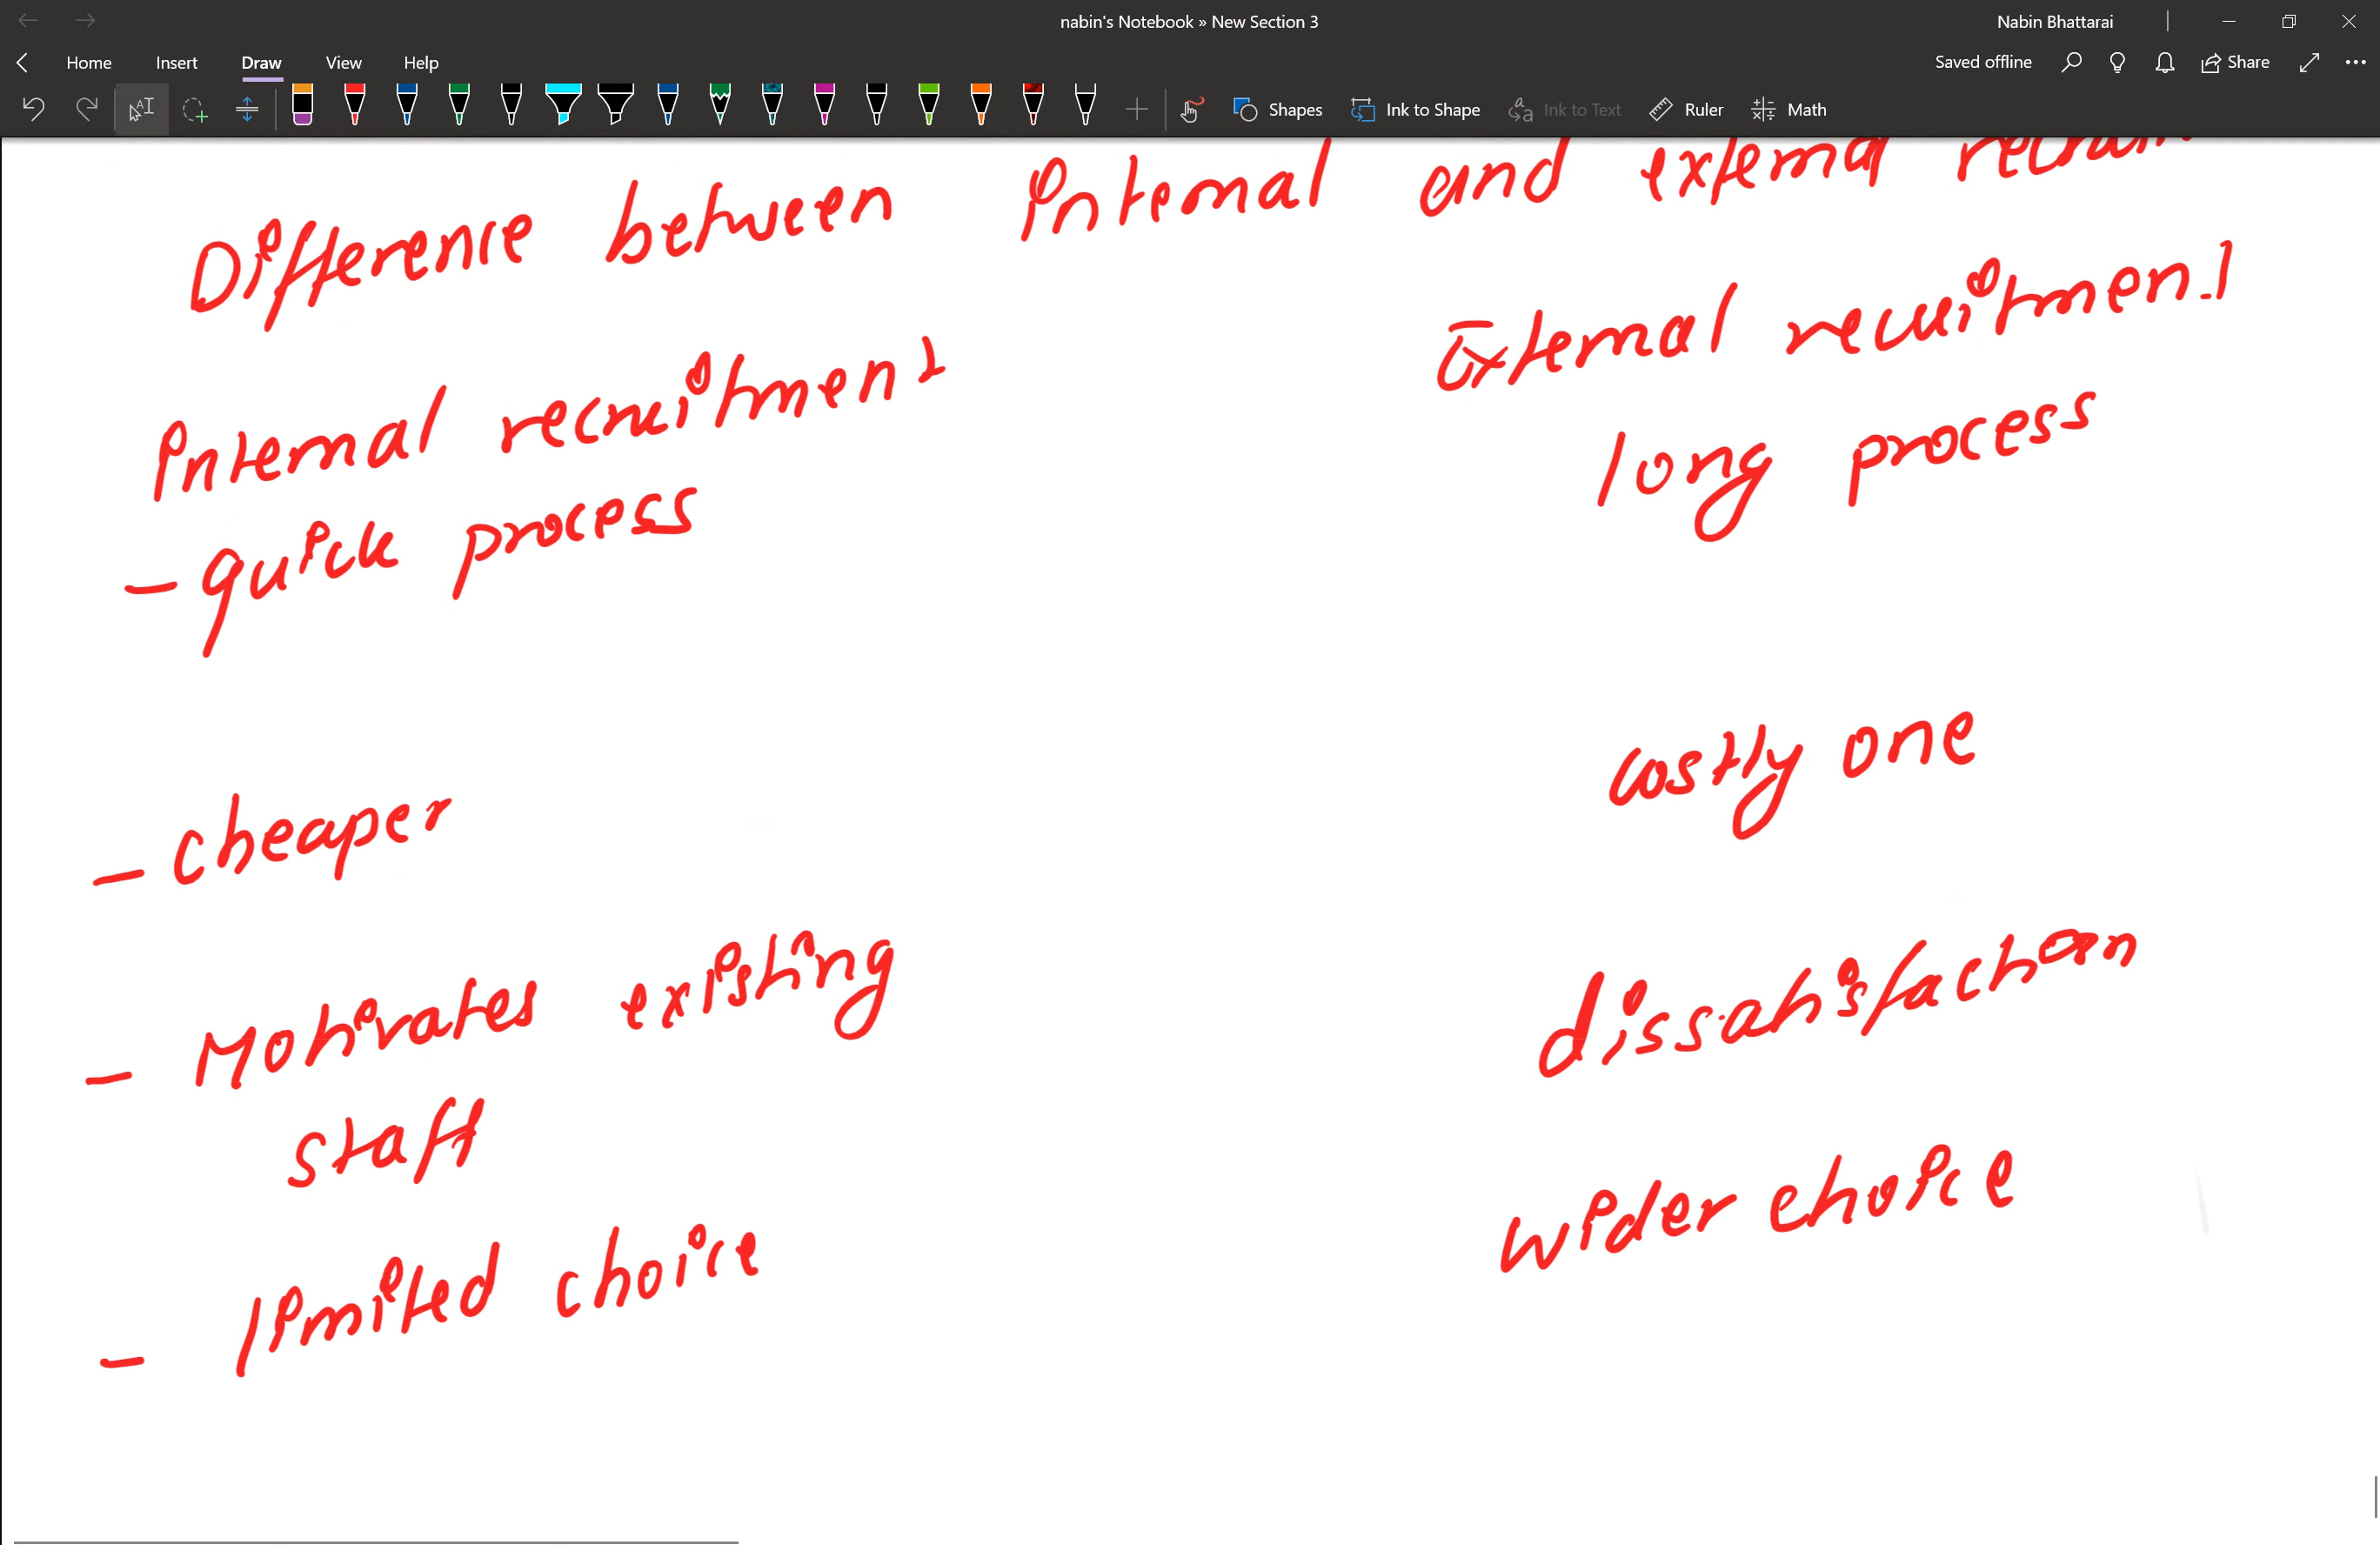 nabin's Notebook » New Section 3
Nabin Bhattarai
Home Insert Draw View Help
Saved offline
Share
Shapes Ink to Shape Ink to Text Ruler Math
Difference between internal and external
Internal recruitment
External recruitment
- quick process
long process
- cheaper
costly one
- Motivates existing
staff
dissatisfaction
- limited choice
wider choice